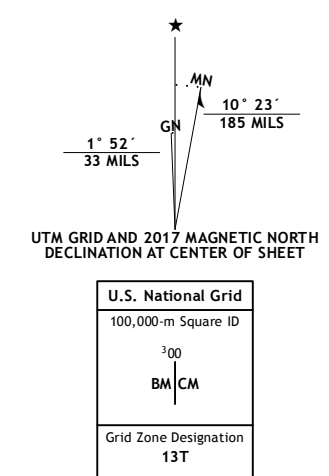 ★
MN
10° 23´
185 MILS
GN
1° 52´
33 MILS
UTM GRID AND 2017 MAGNETIC NORTH
DECLINATION AT CENTER OF SHEET
U.S. National Grid
100,000-m Square ID
³00
BM CM
Grid Zone Designation
13T